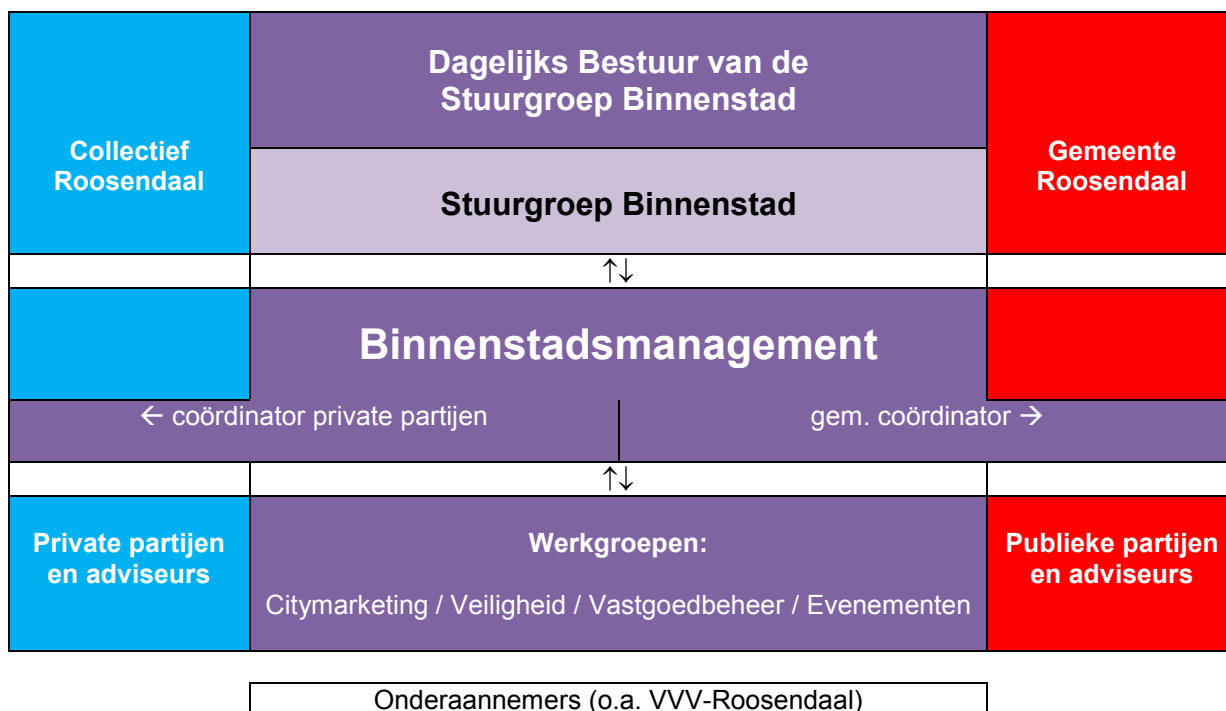 Dagelijks Bestuur van de
Stuurgroep Binnenstad
Collectief
Roosendaal
Gemeente
Roosendaal
Stuurgroep Binnenstad
↑↓
Binnenstadsmanagement
← coördinator private partijen
gem. coördinator →
↑↓
Private partijen
en adviseurs
Werkgroepen:
Citymarketing / Veiligheid / Vastgoedbeheer / Evenementen
Publieke partijen
en adviseurs
Onderaannemers (o.a. VVV-Roosendaal)